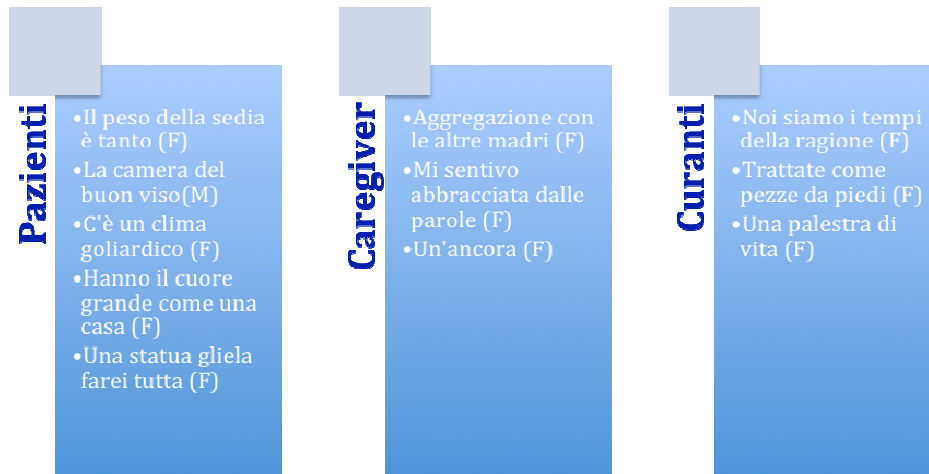 Pazienti
•Il peso della sedia
è tanto (F)
•La camera del
buon viso(M)
•C'è un clima
goliardico (F)
•Hanno il cuore
grande come una
casa (F)
•Una statua gliela
farei tutta (F)
Caregiver
•Aggregazione con
le altre madri (F)
•Mi sentivo
abbracciata dalle
parole (F)
•Un'ancora (F)
Curanti
•Noi siamo i tempi
della ragione (F)
•Trattate come
pezze da piedi (F)
•Una palestra di
vita (F)